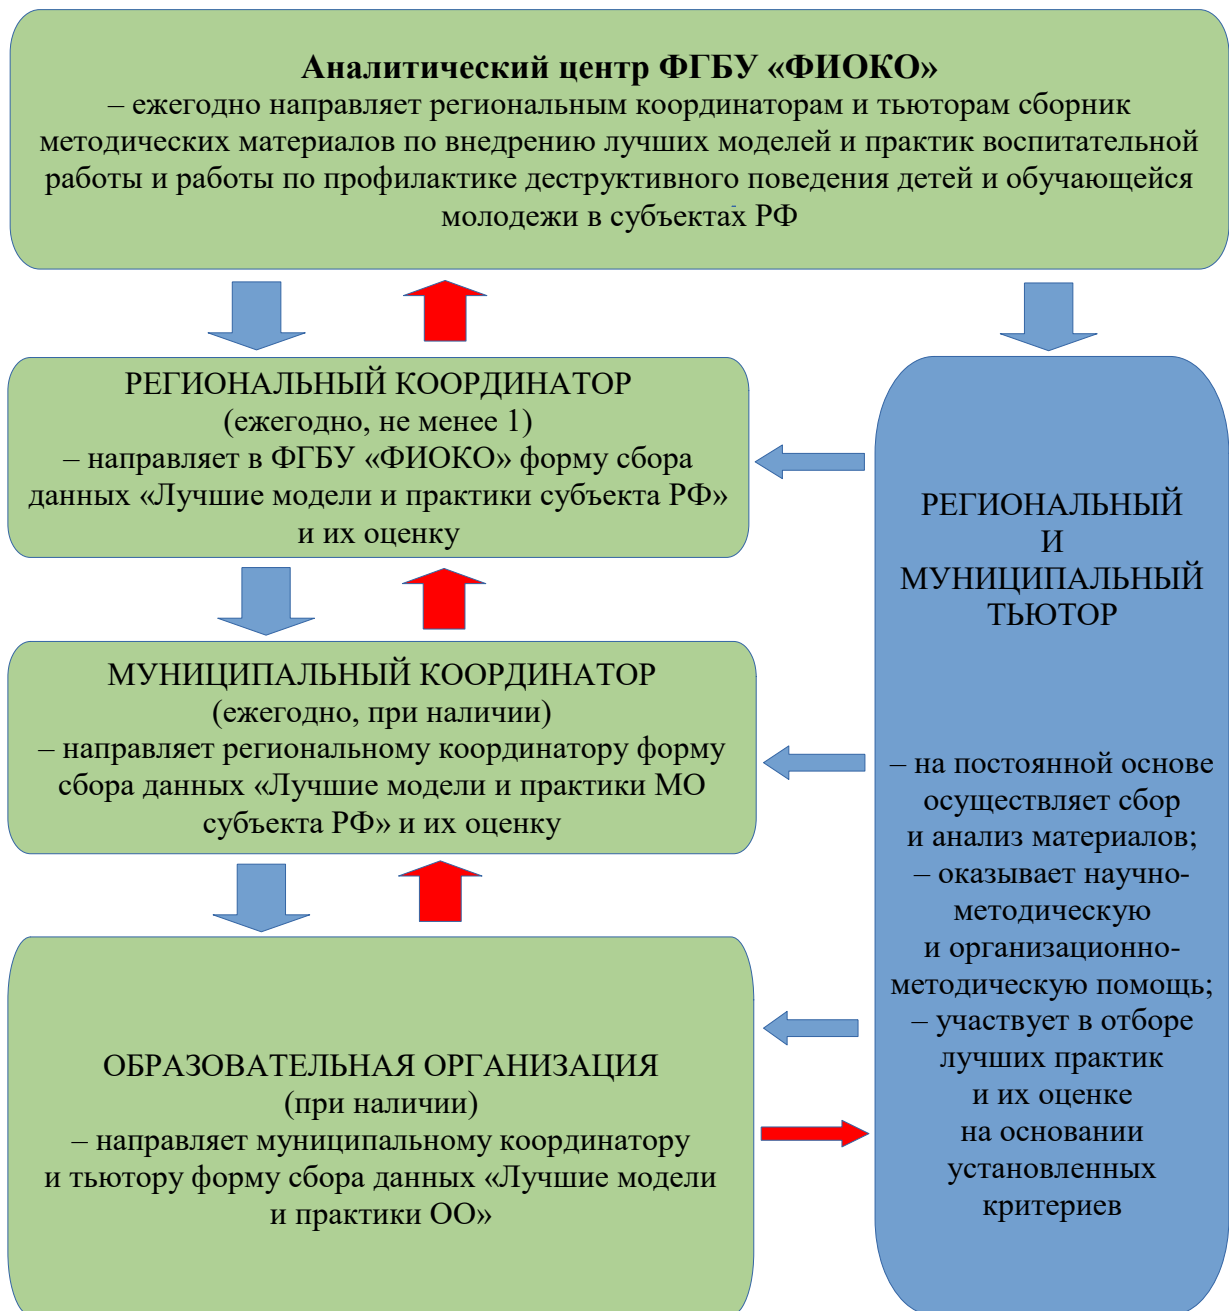 Аналитический центр ФГБУ «ФИОКО»
– ежегодно направляет региональным координаторам и тьюторам сборник
методических материалов по внедрению лучших моделей и практик воспитательной
работы и работы по профилактике деструктивного поведения детей и обучающейся
молодежи в субъектах РФ
РЕГИОНАЛЬНЫЙ КООРДИНАТОР
(ежегодно, не менее 1)
– направляет в ФГБУ «ФИОКО» форму сбора
данных «Лучшие модели и практики субъекта РФ»
и их оценку
МУНИЦИПАЛЬНЫЙ КООРДИНАТОР
(ежегодно, при наличии)
– направляет региональному координатору форму
сбора данных «Лучшие модели и практики МО
субъекта РФ» и их оценку
ОБРАЗОВАТЕЛЬНАЯ ОРГАНИЗАЦИЯ
(при наличии)
– направляет муниципальному координатору
и тьютору форму сбора данных «Лучшие модели
и практики ОО»
РЕГИОНАЛЬНЫЙ
И
МУНИЦИПАЛЬНЫЙ
ТЬЮТОР
– на постоянной основе
осуществляет сбор
и анализ материалов;
– оказывает научно-
методическую
и организационно-
методическую помощь;
– участвует в отборе
лучших практик
и их оценке
на основании
установленных
критериев